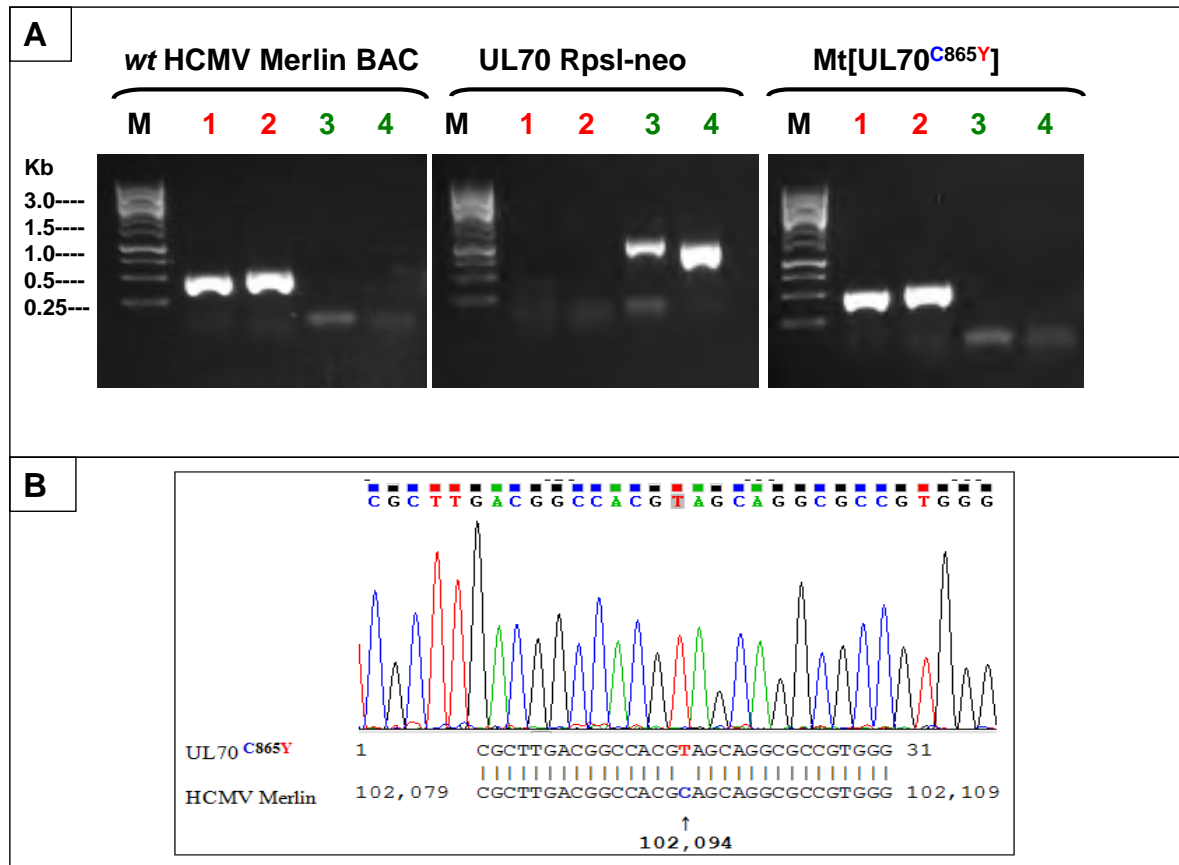 A
wt HCMV Merlin BAC UL70 Rpsl-neo Mt[UL70C865Y]
M 1 2 3 4 M 1 2 3 4 M 1 2 3 4
Kb
3.0----
1.5----
1.0----
0.5----
0.25---
B
CGCTTGACGGCCACGTAGCAGGCGCCGTGGG
UL70 C865Y 1 CGCTTGACGGCCACGTAGCAGGCGCCGTGGG 31
HCMV Merlin 102,079 CGCTTGACGGCCACGCAGCAGGCGCCGTGGG 102,109
↑
102,094